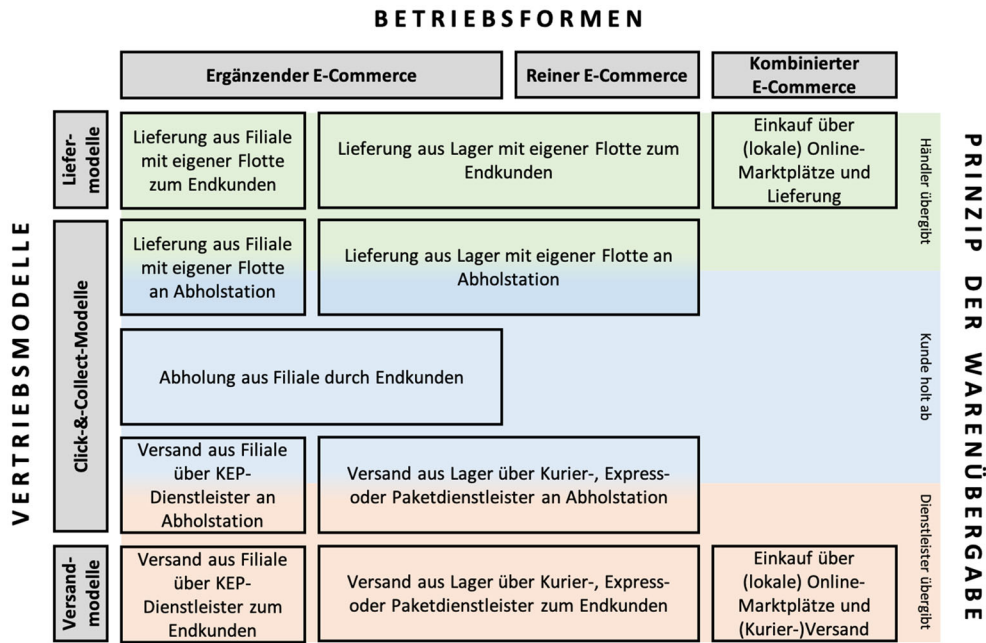 BETRIEBSFORMEN
Ergänzender E-Commerce
Reiner E-Commerce
Kombinierter
E-Commerce
VERTRIEBSMODELLE
PRINZIP DER WARENÜBERGABE
Liefer-
modelle
Lieferung aus Filiale
mit eigener Flotte
zum Endkunden
Lieferung aus Lager mit eigener Flotte zum
Endkunden
Einkauf über
(lokale) Online-
Marktplätze und
Lieferung
Händler übergibt
Click-&-Collect-Modelle
Lieferung aus Filiale
mit eigener Flotte
an Abholstation
Lieferung aus Lager mit eigener Flotte an
Abholstation
Abholung aus Filiale durch Endkunden
Kunde holt ab
Versand aus Filiale
über KEP-
Dienstleister an
Abholstation
Versand aus Lager über Kurier-, Express-
oder Paketdienstleister an Abholstation
Versand-
modelle
Versand aus Filiale
über KEP-
Dienstleister zum
Endkunden
Versand aus Lager über Kurier-, Express-
oder Paketdienstleister zum Endkunden
Einkauf über
(lokale) Online-
Marktplätze und
(Kurier-)Versand
Dienstleister übergibt